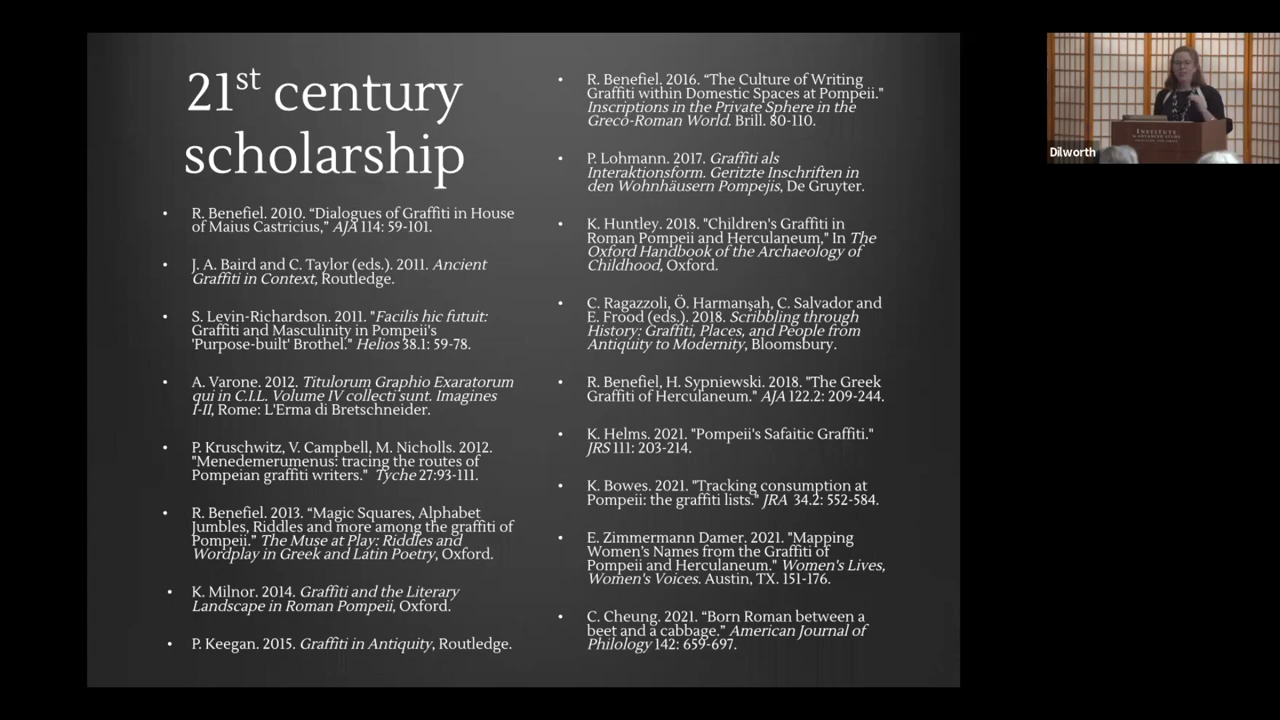 21st century
scholarship
• R. Benefiel. 2010. “Dialogues of Graffiti in House
of Maius Castricius,” AJA 114: 59-101.
• J. A. Baird and C. Taylor (eds.). 2011. Ancient
Graffiti in Context, Routledge.
• S. Levin-Richardson. 2011. "Facilis hic futuit:
Graffiti and Masculinity in Pompeii's
'Purpose-built' Brothel." Helios 38.1: 59-78.
• A. Varone. 2012. Titulorum Graphio Exaratorum
qui in C.I.L. Volume IV collecti sunt. Imagines
I-II, Rome: L'Erma di Bretschneider.
• P. Kruschwitz, V. Campbell, M. Nicholls. 2012.
"Menedemerumenus: tracing the routes of
Pompeian graffiti writers." Tyche 27:93-111.
• R. Benefiel. 2013. “Magic Squares, Alphabet
Jumbles, Riddles and more among the graffiti of
Pompeii.” The Muse at Play: Riddles and
Wordplay in Greek and Latin Poetry, Oxford.
• K. Milnor. 2014. Graffiti and the Literary
Landscape in Roman Pompeii, Oxford.
• P. Keegan. 2015. Graffiti in Antiquity, Routledge.
• R. Benefiel. 2016. “The Culture of Writing
Graffiti within Domestic Spaces at Pompeii."
Inscriptions in the Private Sphere in the
Greco-Roman World. Brill. 80-110.
• P. Lohmann. 2017. Graffiti als
Interaktionsform. Geritzte Inschriften in
den Wohnhäusern Pompejis, De Gruyter.
• K. Huntley. 2018. "Children's Graffiti in
Roman Pompeii and Herculaneum," In The
Oxford Handbook of the Archaeology of
Childhood, Oxford.
• C. Ragazzoli, Ö. Harmanşah, C. Salvador and
E. Frood (eds.). 2018. Scribbling through
History: Graffiti, Places, and People from
Antiquity to Modernity, Bloomsbury.
• R. Benefiel, H. Sypniewski. 2018. "The Greek
Graffiti of Herculaneum." AJA 122.2: 209-244.
• K. Helms. 2021. “Pompeii's Safaitic Graffiti."
JRS 111: 203-214.
• K. Bowes. 2021. "Tracking consumption at
Pompeii: the graffiti lists." JRA 34.2: 552-584.
• E. Zimmermann Damer. 2021. "Mapping
Women’s Names from the Graffiti of
Pompeii and Herculaneum." Women's Lives,
Women's Voices. Austin, TX. 151-176.
• C. Cheung. 2021. “Born Roman between a
beet and a cabbage.” American Journal of
Philology 142: 659-697.
INSTITUTE
Dilworth